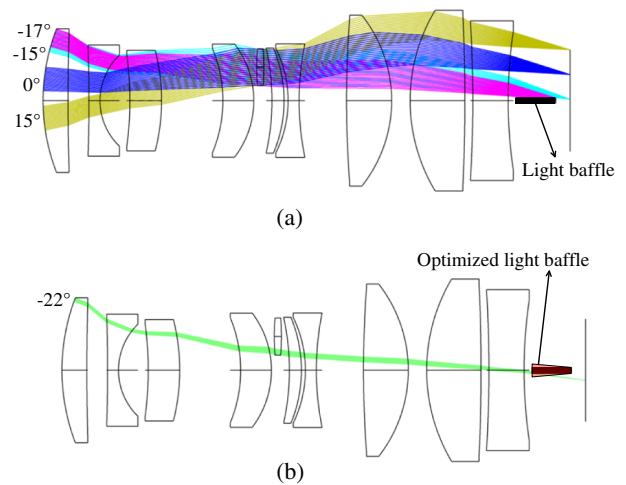 -17°
-15°
0°
15°
Light baffle
(a)
Optimized light baffle
-22°
(b)